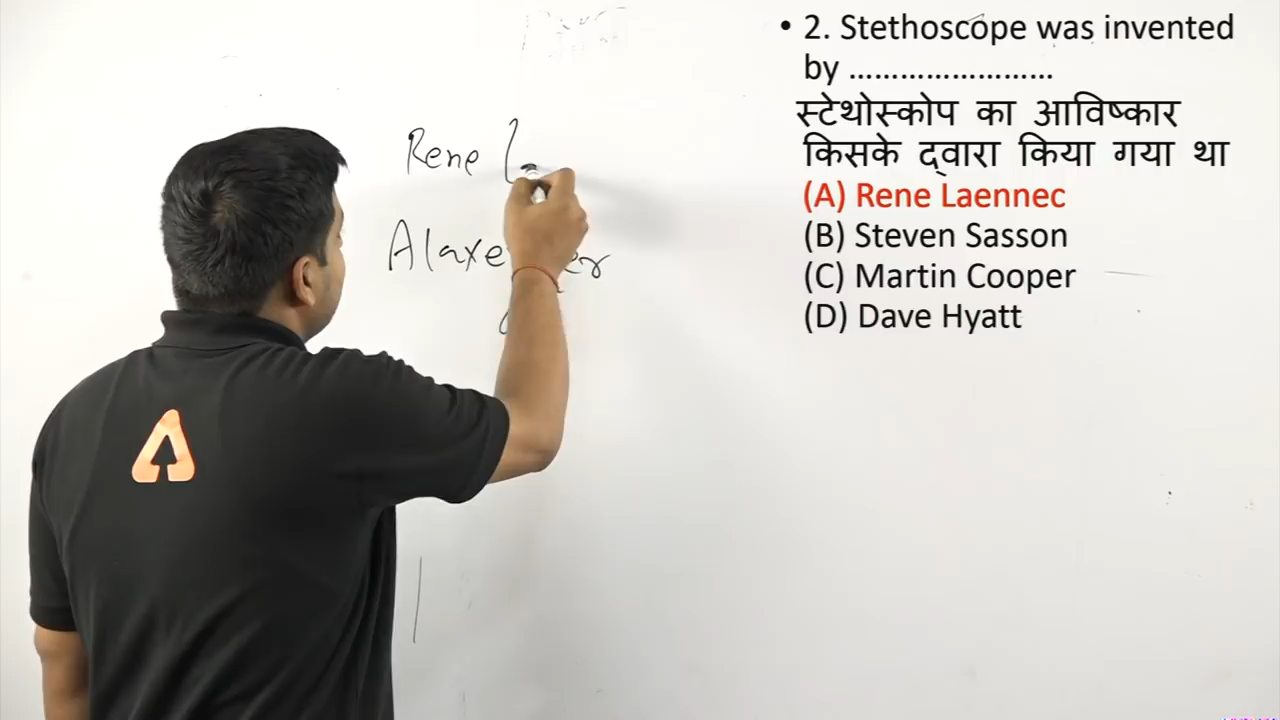 Rene
• 2. Stethoscope was invented
by ........................
स्टेथोस्कोप का आविष्कार
किसके द्वारा किया गया था
(A) Rene Laennec
(B) Steven Sasson
(C) Martin Cooper
(D) Dave Hyatt